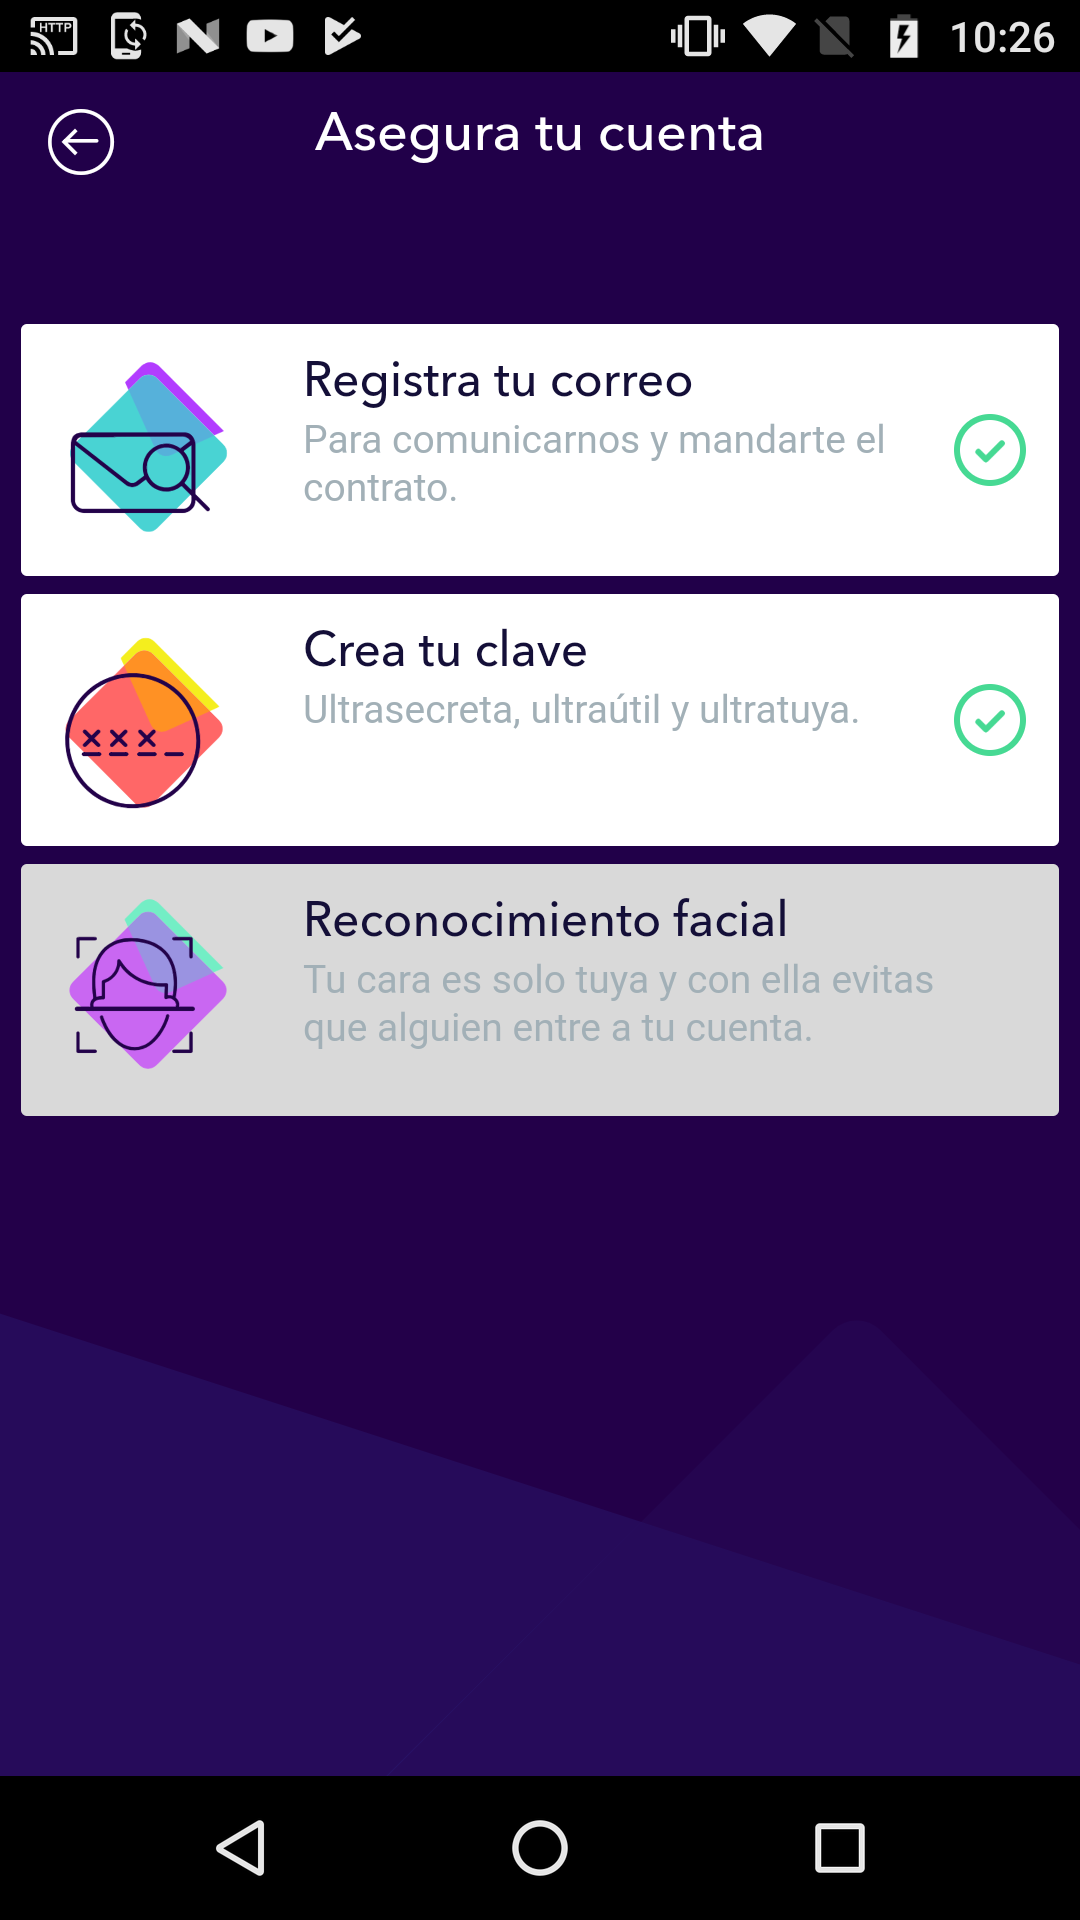 HTTP
10:26
Asegura tu cuenta
Registra tu correo
Para comunicarnos y mandarte el
contrato.
Crea tu clave
Ultrasecreta, ultraútil y ultratuya.
Reconocimiento facial
Tu cara es solo tuya y con ella evitas
que alguien entre a tu cuenta.